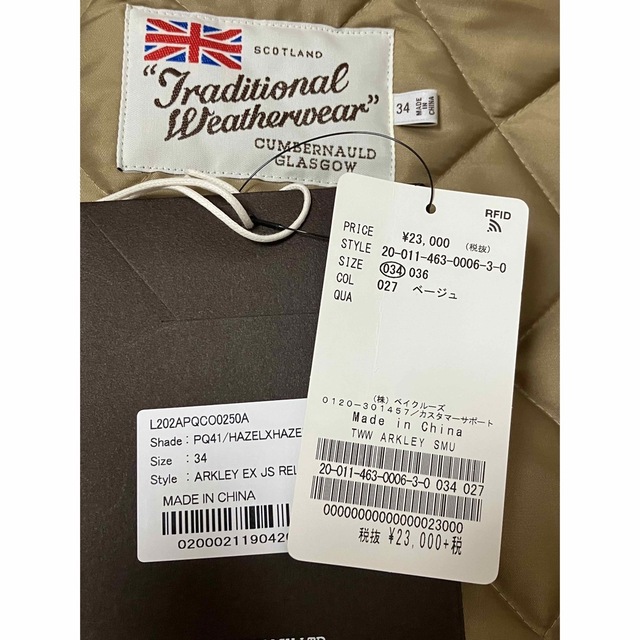 SCOTLAND
"Traditional
Weatherwear"
CUMBERNAULD
GLASGOW
34
MADE IN
CHINA
RFID
PRICE ¥23,000 (税抜)
STYLE 20-011-463-0006-3-0
SIZE 034 036
COL 027 ベージュ
QUA
(株) ベイクルーズ
0120-301457/カスタマーサポート
Made in China
TWW ARKLEY SMU
20-011-463-0006-3-0 034 027
00000000000000023000
税抜 ¥23,000+税
L202APQCO0250A
Shade : PQ41/HAZELXHAZE
Size : 34
Style : ARKLEY EX JS REL
MADE IN CHINA
0200021190420